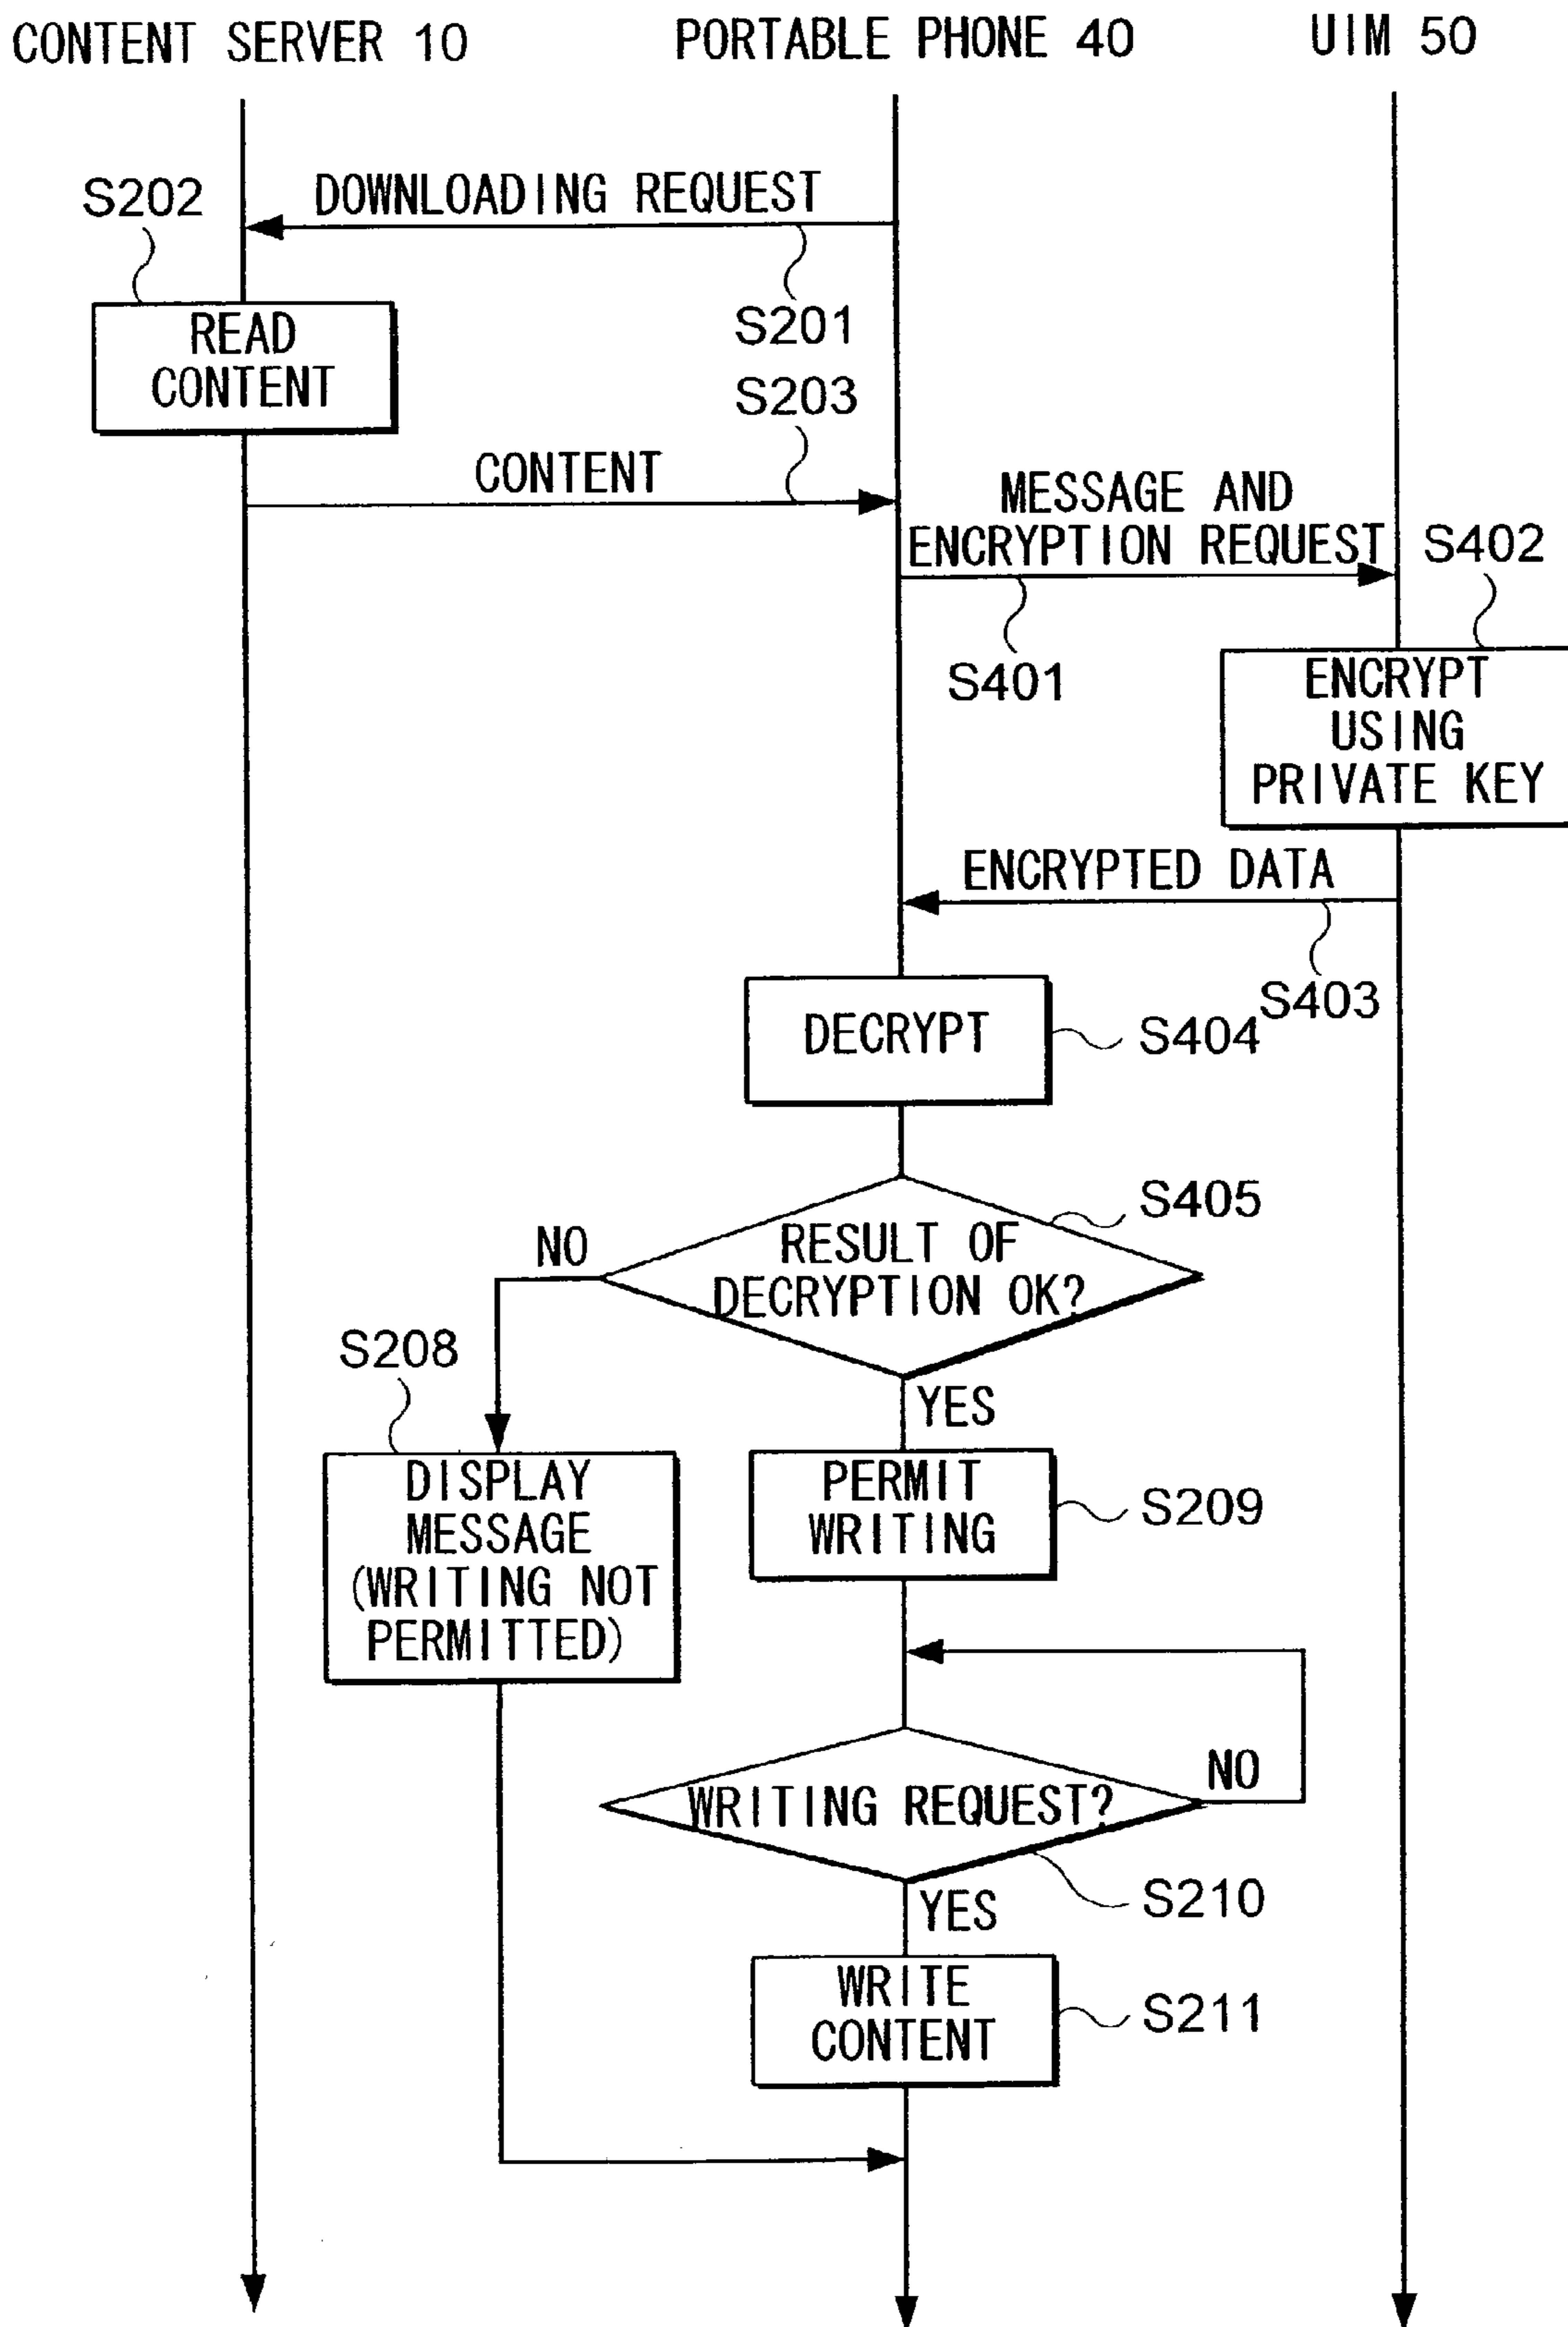 CONTENT SERVER 10
PORTABLE PHONE 40
UIM 50
S202
DOWNLOADING REQUEST
S201
READ
CONTENT
S203
CONTENT
MESSAGE AND
ENCRYPTION REQUEST
S402
S401
ENCRYPT
USING
PRIVATE KEY
ENCRYPTED DATA
S403
DECRYPT
S404
S405
NO
RESULT OF
DECRYPTION OK?
S208
YES
DISPLAY
MESSAGE
(WRITING NOT
PERMITTED)
PERMIT
WRITING
S209
NO
WRITING REQUEST?
S210
YES
WRITE
CONTENT
S211